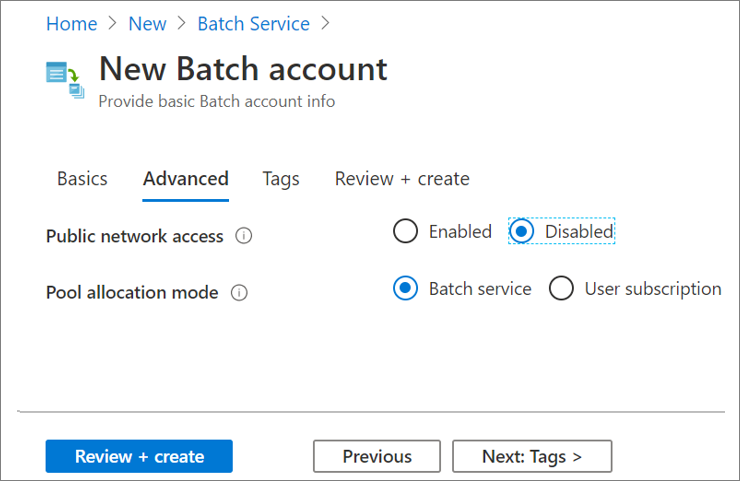 Home > New > Batch Service >
New Batch account
Provide basic Batch account info
Basics Advanced Tags Review + create
Public network access Enabled Disabled
Pool allocation mode Batch service User subscription
Review + create Previous Next: Tags >